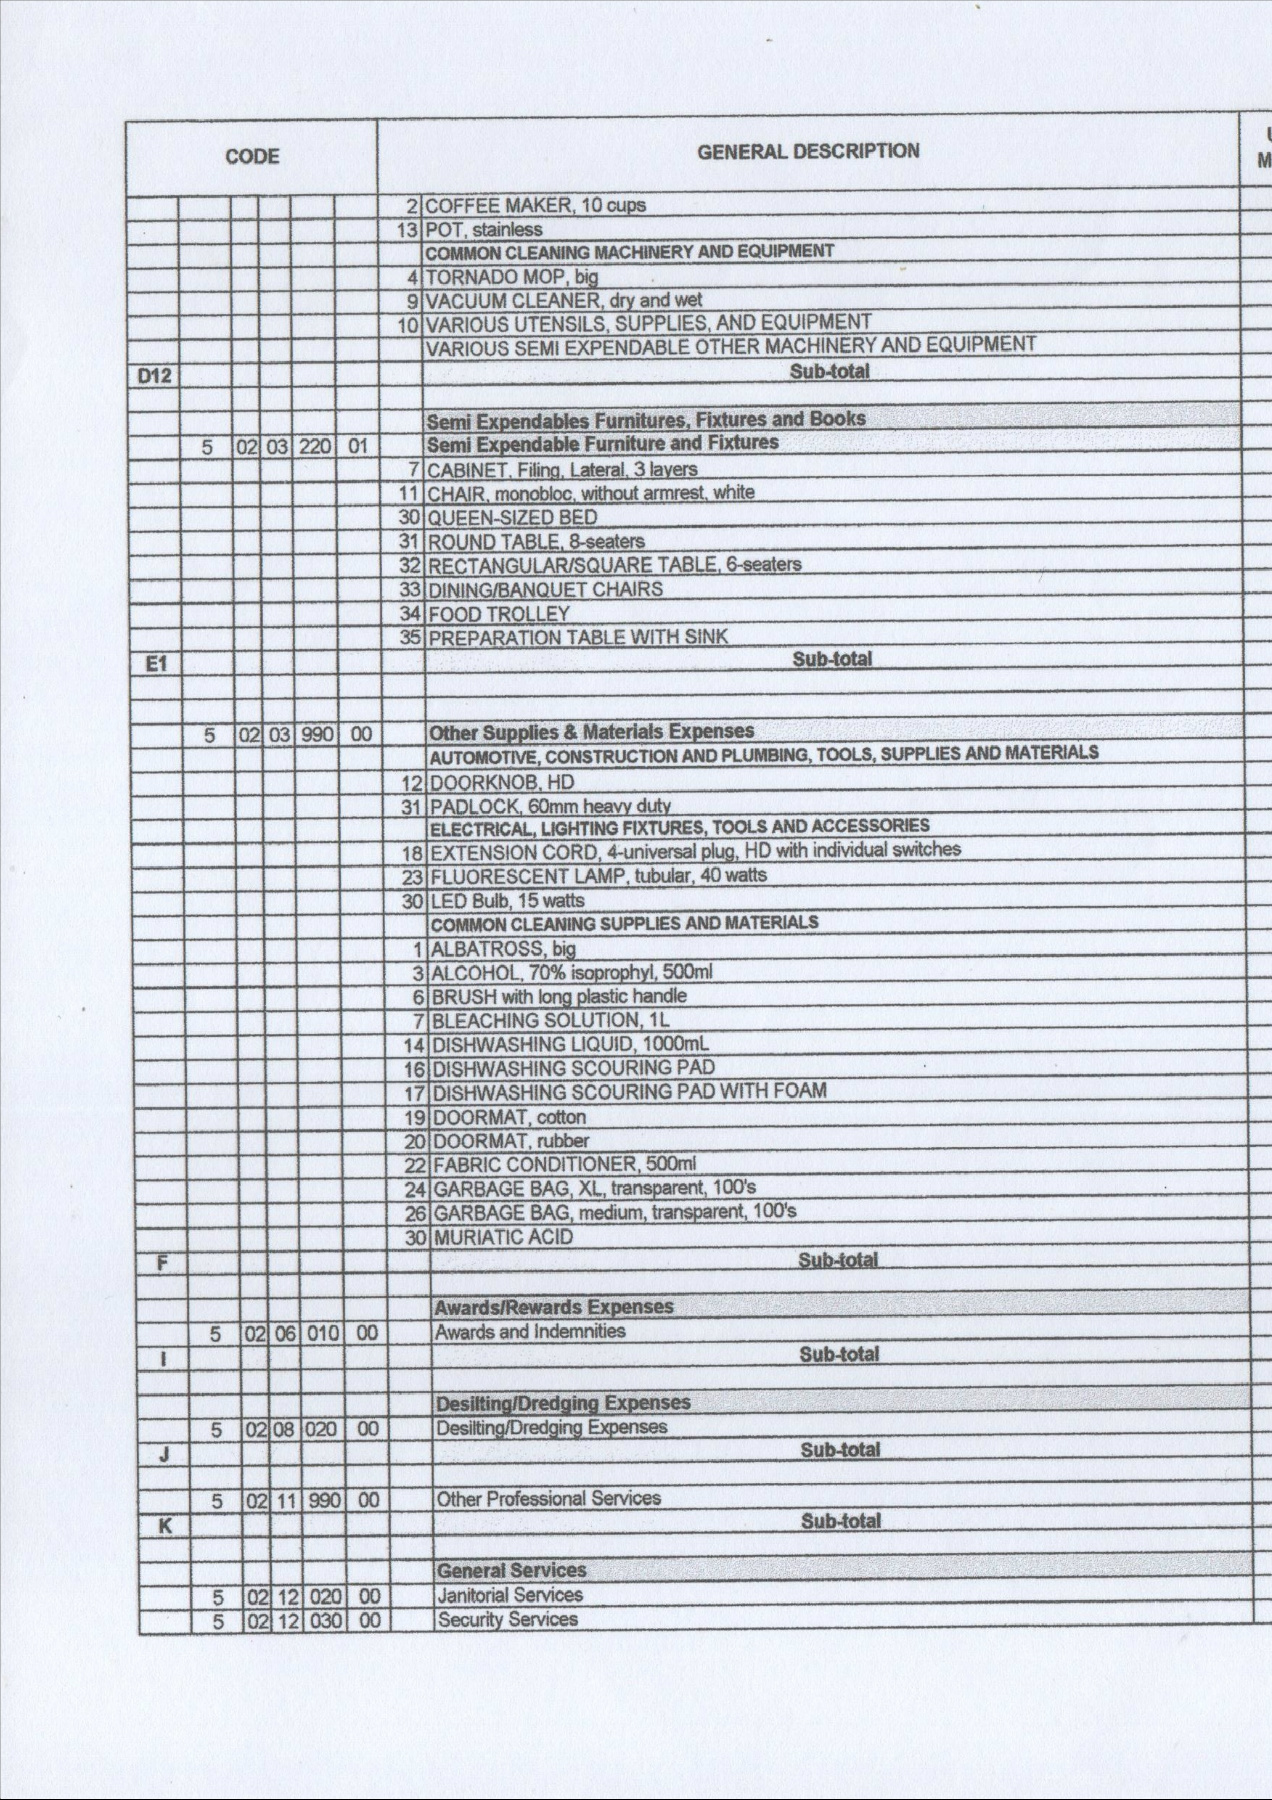 CODE GENERAL DESCRIPTION U
M
2 COFFEE MAKER, 10 cups
13 POT, stainless
COMMON CLEANING MACHINERY AND EQUIPMENT
4 TORNADO MOP, big
9 VACUUM CLEANER, dry and wet
10 VARIOUS UTENSILS, SUPPLIES, AND EQUIPMENT
VARIOUS SEMI EXPENDABLE OTHER MACHINERY AND EQUIPMENT
D12 Sub-total
Semi Expendables Furnitures, Fixtures and Books
5 02 03 220 01 Semi Expendable Furniture and Fixtures
7 CABINET, Filing, Lateral, 3 layers
11 CHAIR, monobloc, without armrest, white
30 QUEEN-SIZED BED
31 ROUND TABLE, 8-seaters
32 RECTANGULAR/SQUARE TABLE, 6-seaters
33 DINING/BANQUET CHAIRS
34 FOOD TROLLEY
35 PREPARATION TABLE WITH SINK
E1 Sub-total
5 02 03 990 00 Other Supplies & Materials Expenses
AUTOMOTIVE, CONSTRUCTION AND PLUMBING, TOOLS, SUPPLIES AND MATERIALS
12 DOORKNOB, HD
31 PADLOCK, 60mm heavy duty
ELECTRICAL, LIGHTING FIXTURES, TOOLS AND ACCESSORIES
18 EXTENSION CORD, 4-universal plug, HD with individual switches
23 FLUORESCENT LAMP, tubular, 40 watts
30 LED Bulb, 15 watts
COMMON CLEANING SUPPLIES AND MATERIALS
1 ALBATROSS, big
3 ALCOHOL, 70% isoprophyl, 500ml
6 BRUSH with long plastic handle
7 BLEACHING SOLUTION, 1L
14 DISHWASHING LIQUID, 1000mL
16 DISHWASHING SCOURING PAD
17 DISHWASHING SCOURING PAD WITH FOAM
19 DOORMAT, cotton
20 DOORMAT, rubber
22 FABRIC CONDITIONER, 500ml
24 GARBAGE BAG, XL, transparent, 100's
26 GARBAGE BAG, medium, transparent, 100's
30 MURIATIC ACID
F Sub-total
Awards/Rewards Expenses
5 02 06 010 00 Awards and Indemnities
I Sub-total
Desilting/Dredging Expenses
5 02 08 020 00 Desilting/Dredging Expenses
J Sub-total
5 02 11 990 00 Other Professional Services
K Sub-total
General Services
5 02 12 020 00 Janitorial Services
5 02 12 030 00 Security Services